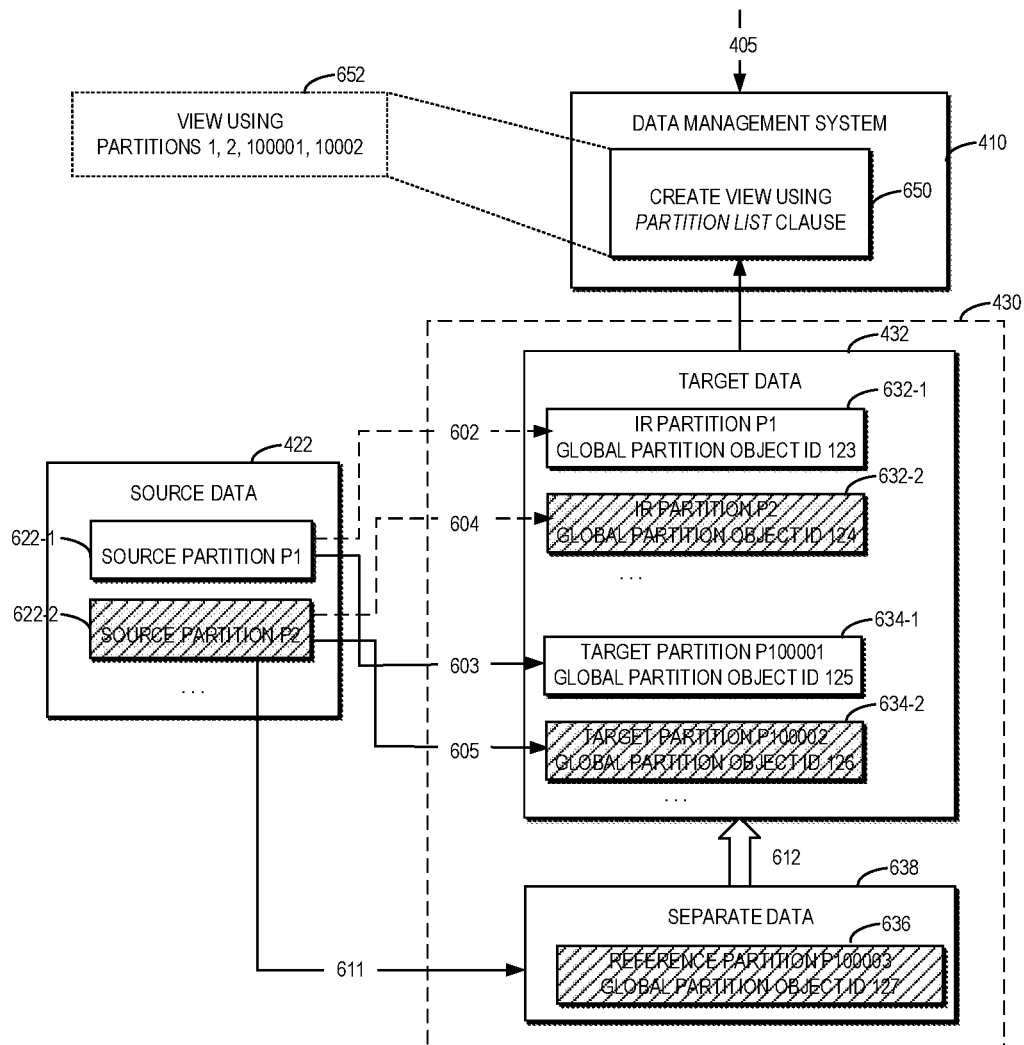 405
652
VIEW USING
PARTITIONS 1, 2, 100001, 10002
DATA MANAGEMENT SYSTEM
410
CREATE VIEW USING
PARTITION LIST CLAUSE
650
430
432
TARGET DATA
632-1
IR PARTITION P1
GLOBAL PARTITION OBJECT ID 123
602
422
SOURCE DATA
632-2
IR PARTITION P2
GLOBAL PARTITION OBJECT ID 124
604
...
622-1
SOURCE PARTITION P1
622-2
SOURCE PARTITION P2
...
634-1
TARGET PARTITION P100001
GLOBAL PARTITION OBJECT ID 125
603
634-2
TARGET PARTITION P100002
GLOBAL PARTITION OBJECT ID 126
605
...
612
638
SEPARATE DATA
636
REFERENCE PARTITION P100003
GLOBAL PARTITION OBJECT ID 127
611